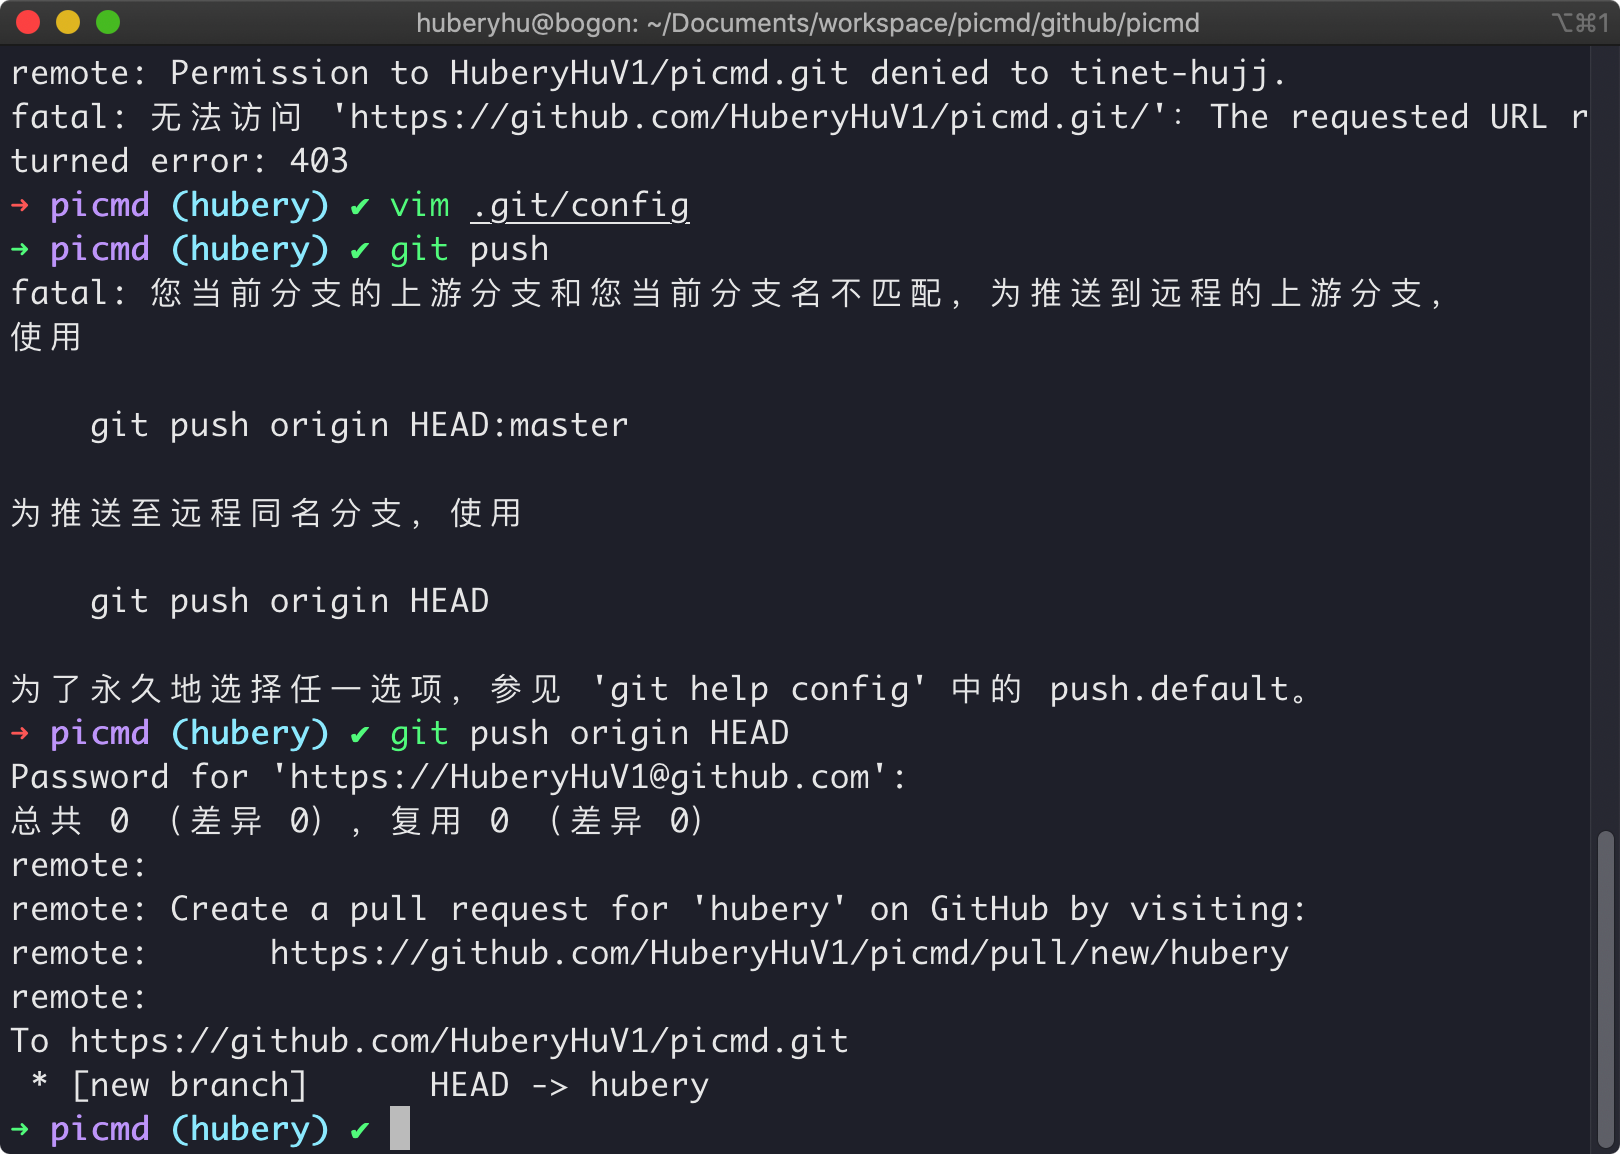 huberyhu@bogon: ~/Documents/workspace/picmd/github/picmd ⌥⌘1
remote: Permission to HuberyHuV1/picmd.git denied to tinet-hujj.
fatal: 无法访问 'https://github.com/HuberyHuV1/picmd.git/'：The requested URL r
turned error: 403
➜ picmd (hubery) ✔ vim .git/config
➜ picmd (hubery) ✔ git push
fatal: 您当前分支的上游分支和您当前分支名不匹配，为推送到远程的上游分支，
使用
git push origin HEAD:master
为推送至远程同名分支，使用
git push origin HEAD
为了永久地选择任一选项，参见 'git help config' 中的 push.default。
➜ picmd (hubery) ✔ git push origin HEAD
Password for 'https://HuberyHuV1@github.com':
总共 0 （差异 0），复用 0 （差异 0）
remote:
remote: Create a pull request for 'hubery' on GitHub by visiting:
remote:      https://github.com/HuberyHuV1/picmd/pull/new/hubery
remote:
To https://github.com/HuberyHuV1/picmd.git
 * [new branch]      HEAD -> hubery
➜ picmd (hubery) ✔